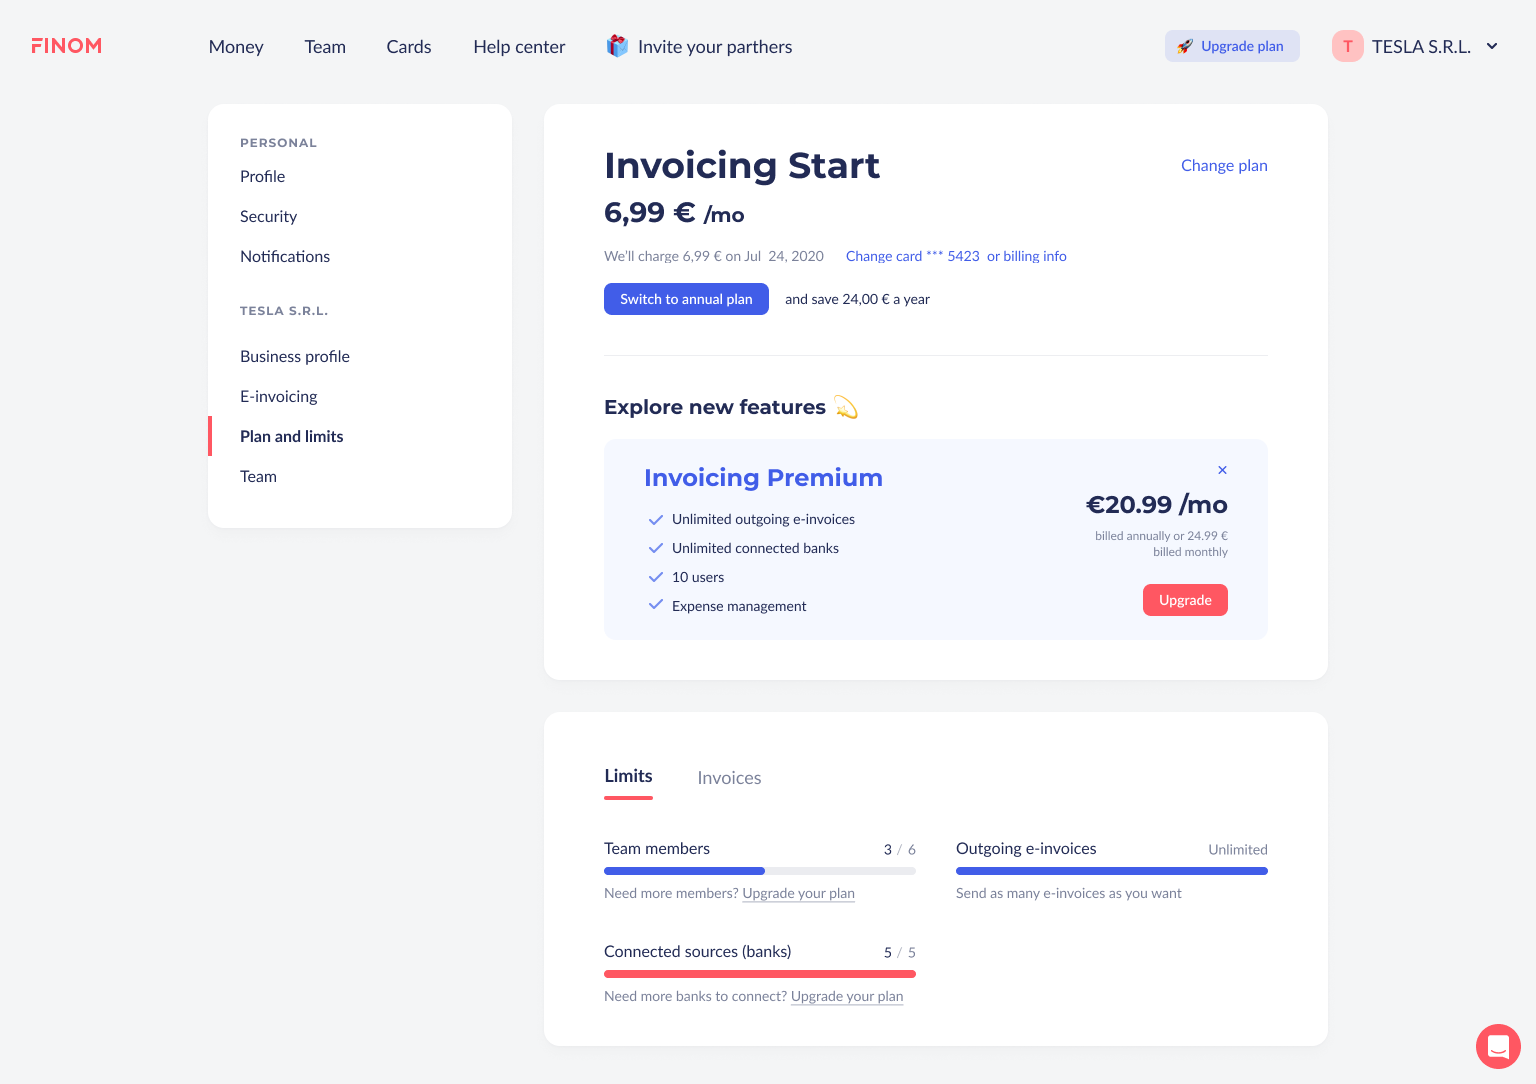 FINOM
Money
Team
Cards
Help center
Invite your parthers
Upgrade plan
T
TESLA S.R.L.
PERSONAL
Profile
Security
Notifications
TESLA S.R.L.
Business profile
E-invoicing
Plan and limits
Team
Invoicing Start
Change plan
6,99 € /mo
We'll charge 6,99 € on Jul 24, 2020
Change card *** 5423 or billing info
Switch to annual plan
and save 24,00 € a year
Explore new features
Invoicing Premium
Unlimited outgoing e-invoices
Unlimited connected banks
10 users
Expense management
€20.99 /mo
billed annually or 24.99 €
billed monthly
Upgrade
Limits
Invoices
Team members
3 / 6
Need more members? Upgrade your plan
Outgoing e-invoices
Unlimited
Send as many e-invoices as you want
Connected sources (banks)
5 / 5
Need more banks to connect? Upgrade your plan